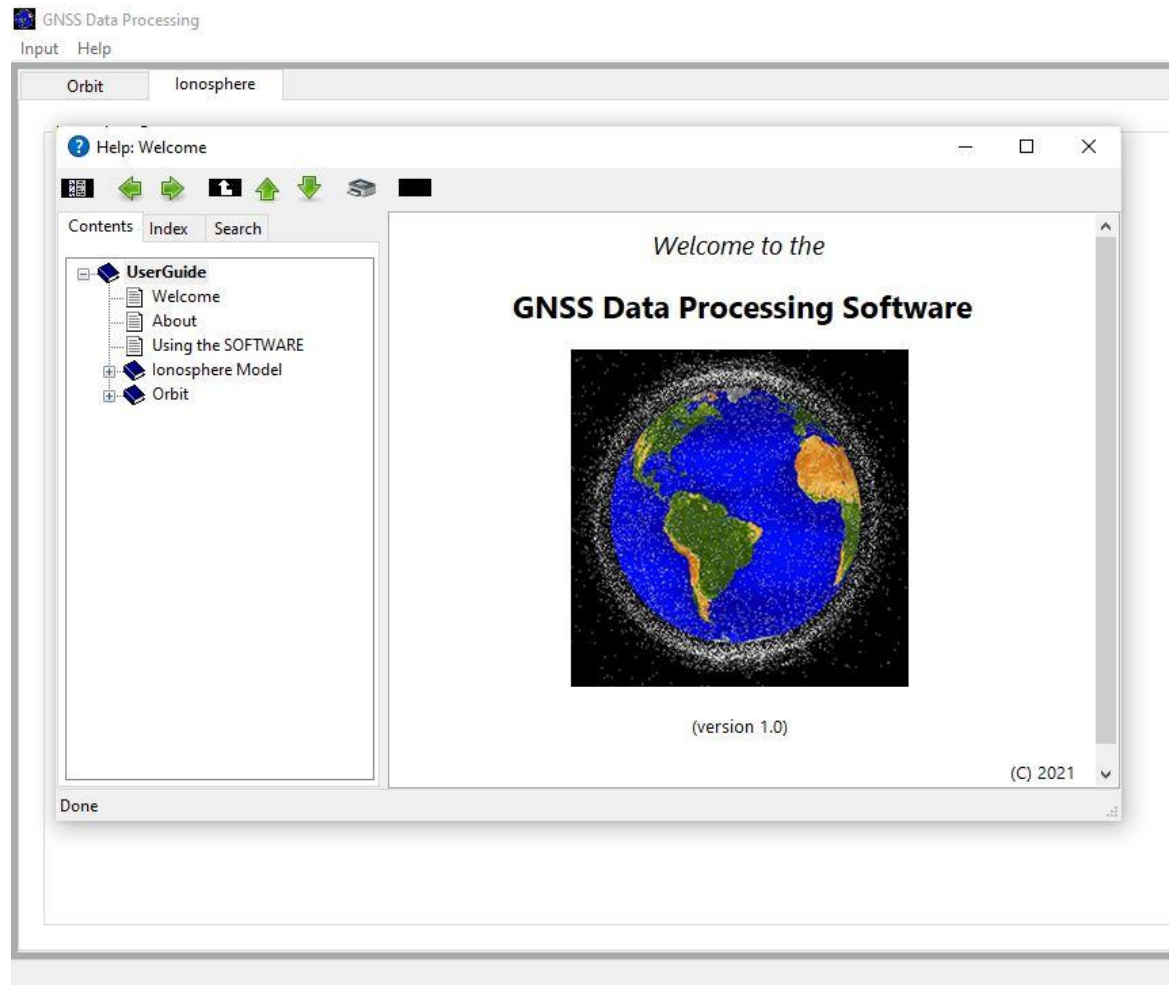 GNSS Data Processing
Input Help
Orbit Ionosphere
Help: Welcome
Contents Index Search
UserGuide
Welcome
About
Using the SOFTWARE
Ionosphere Model
Orbit
Welcome to the
GNSS Data Processing Software
(version 1.0)
(C) 2021
Done